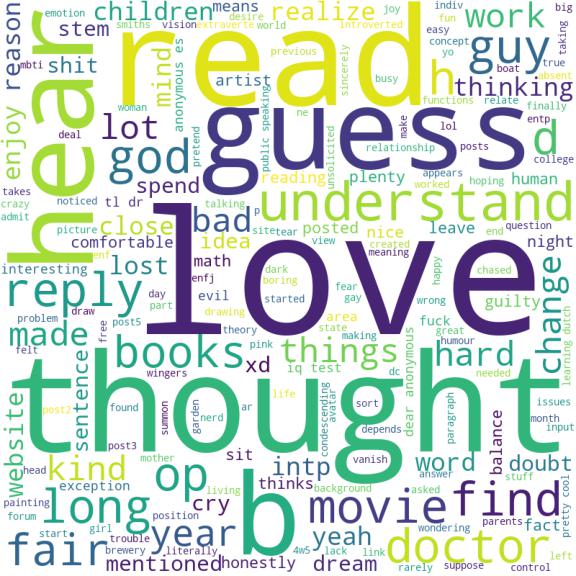 emotion children means realize joy indiv big
smiths vision extraverte world fun taking
reason stem desire introverted easy work
mbti shit mind previous concept guy true
read h thinking absent
hear artist sincerely busy yo boat
anonymous es functions relate finally
woman public speaking make lol entp
deal god lot guess d college
enjoy pretend ne relationship posts
takes noticed spend reading unsolicited plenty appears hoping human
crazy tl dr talking worked
admit understand
picture close bad p site tear posted nice leave end question
comfortable idea view created meaning night
enf math dark happy chased
interesting lost love boring guilty
reply day enfj evil started fear gay wrong change
problem draw part drawing area fuck
made post5 theory state great
felt free pink making humour learning dutch
books xd things hard
wingers iq test dc needed
thought
website sentence post2 found summon garden nerd ar life condescending avatar sort dear anonymous paragraph issues
post3 depends month
mother sit intp vanish word balance input
head kind op thinks background answer doubt
exception cry living asked stuff
painting long b movie find
forum girl position year wondering parents fact pretty cool
start trouble yeah doctor
fair brewery literally honestly 4w5 lack link left
mentioned dream rarely suppose control